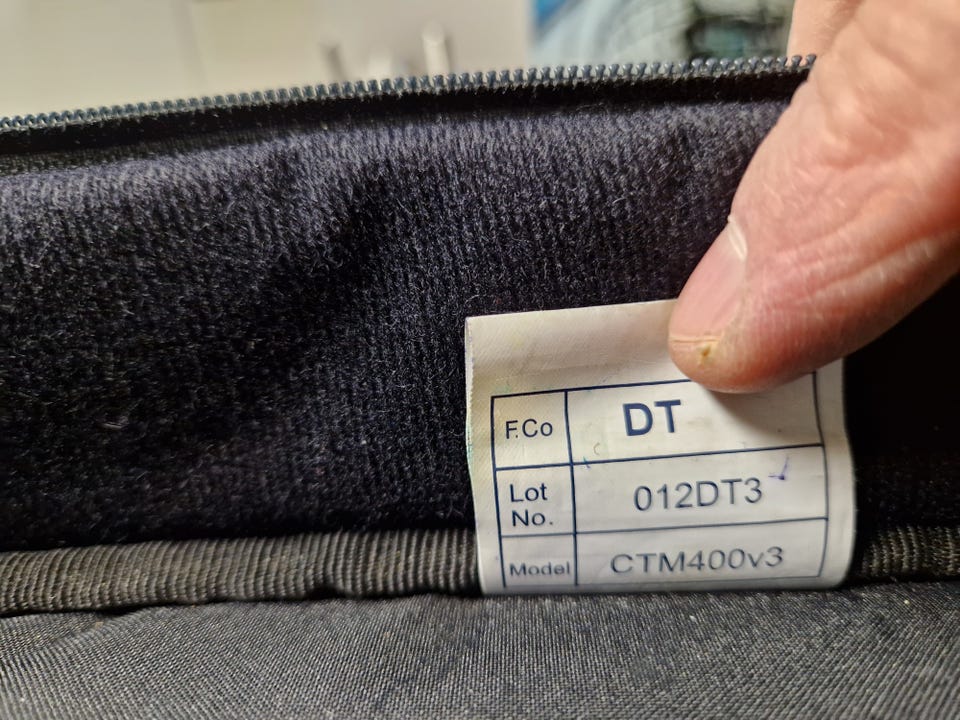 F.Co DT
Lot No. 012DT3
Model CTM400v3